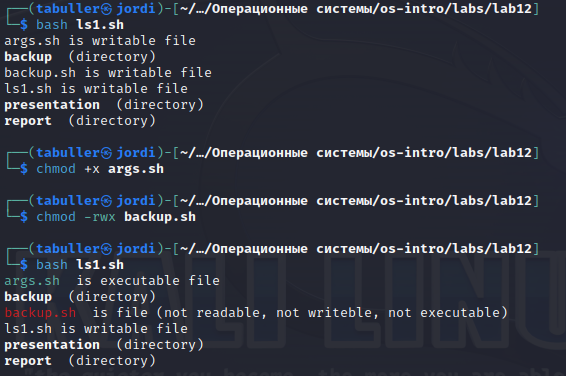 ┌──(tabuller㉿jordi)-[~/…/Операционные системы/os-intro/labs/lab12]
└─$ bash ls1.sh
args.sh is writable file
backup  (directory)
backup.sh is writable file
ls1.sh is writable file
presentation  (directory)
report  (directory)
┌──(tabuller㉿jordi)-[~/…/Операционные системы/os-intro/labs/lab12]
└─$ chmod +x args.sh
┌──(tabuller㉿jordi)-[~/…/Операционные системы/os-intro/labs/lab12]
└─$ chmod -rwx backup.sh
┌──(tabuller㉿jordi)-[~/…/Операционные системы/os-intro/labs/lab12]
└─$ bash ls1.sh
args.sh  is executable file
backup  (directory)
backup.sh  is file (not readable, not writeble, not executable)
ls1.sh is writable file
presentation  (directory)
report  (directory)